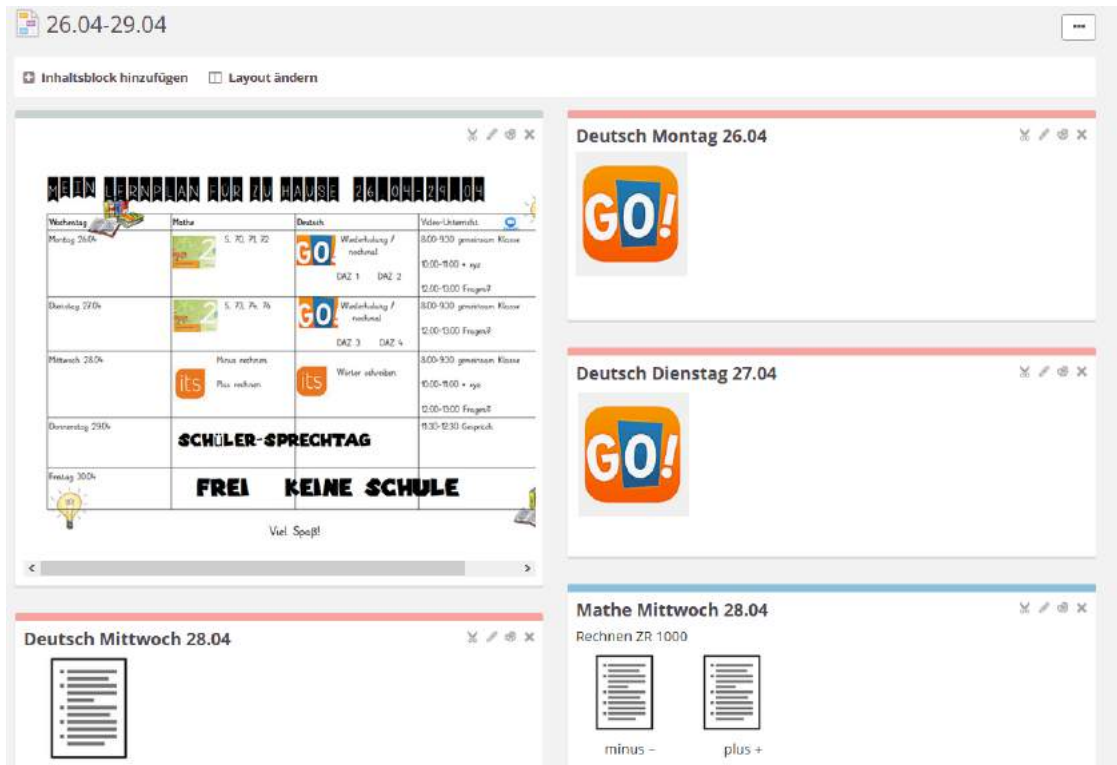 26.04-29.04
Inhaltsblock hinzufügen Layout ändern
MEIN LERNPLAN FÜR ZU HAUSE 26.04-29.04
Wochentag Mathe Deutsch Video-Unterricht
Montag 26.04 S. 70, 71, 72 GO! Wiederholung / 8.00-9.00 gemeinsam Klasse
nochmal
10.00-11.00 + xyz
DAZ 1 DAZ 2
12.00-13.00 Fragen?
Dienstag 27.04 2 S. 73, 74, 76 GO! Wiederholung / 8.00-9.00 gemeinsam Klasse
nochmal
12.00-13.00 Fragen?
DAZ 3 DAZ 4
Mittwoch 28.04 Minus rechnen 8.00-9.00 gemeinsam Klasse
its Plus rechnen its Wörter schreiben 10.00-11.00 + xyz
12.00-13.00 Fragen?
Donnerstag 29.04 SCHÜLER-SPRECHTAG 11.30-12.30 Gespräch
Freitag 30.04 FREI KEINE SCHULE
Viel Spaß!
Deutsch Montag 26.04
GO!
Deutsch Dienstag 27.04
GO!
Deutsch Mittwoch 28.04
Mathe Mittwoch 28.04
Rechnen ZR 1000
minus - plus +